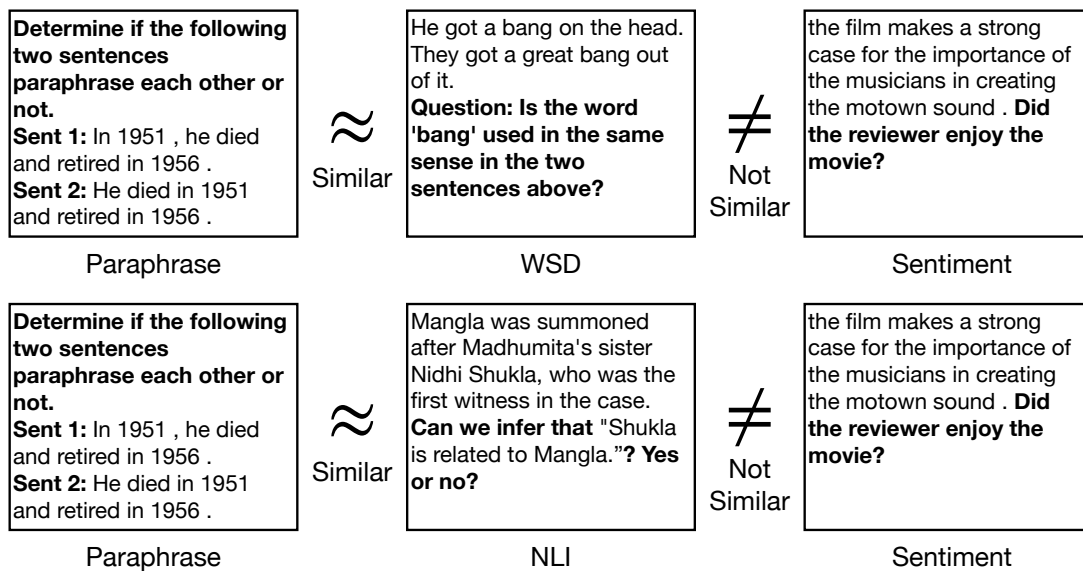 Determine if the following
two sentences
paraphrase each other or
not.
Sent 1: In 1951 , he died
and retired in 1956 .
Sent 2: He died in 1951
and retired in 1956 .
Paraphrase
≈
Similar
He got a bang on the head.
They got a great bang out
of it.
Question: Is the word
'bang' used in the same
sense in the two
sentences above?
WSD
≠
Not
Similar
the film makes a strong
case for the importance of
the musicians in creating
the motown sound . Did
the reviewer enjoy the
movie?
Sentiment
Determine if the following
two sentences
paraphrase each other or
not.
Sent 1: In 1951 , he died
and retired in 1956 .
Sent 2: He died in 1951
and retired in 1956 .
Paraphrase
≈
Similar
Mangla was summoned
after Madhumita's sister
Nidhi Shukla, who was the
first witness in the case.
Can we infer that "Shukla
is related to Mangla.”? Yes
or no?
NLI
≠
Not
Similar
the film makes a strong
case for the importance of
the musicians in creating
the motown sound . Did
the reviewer enjoy the
movie?
Sentiment